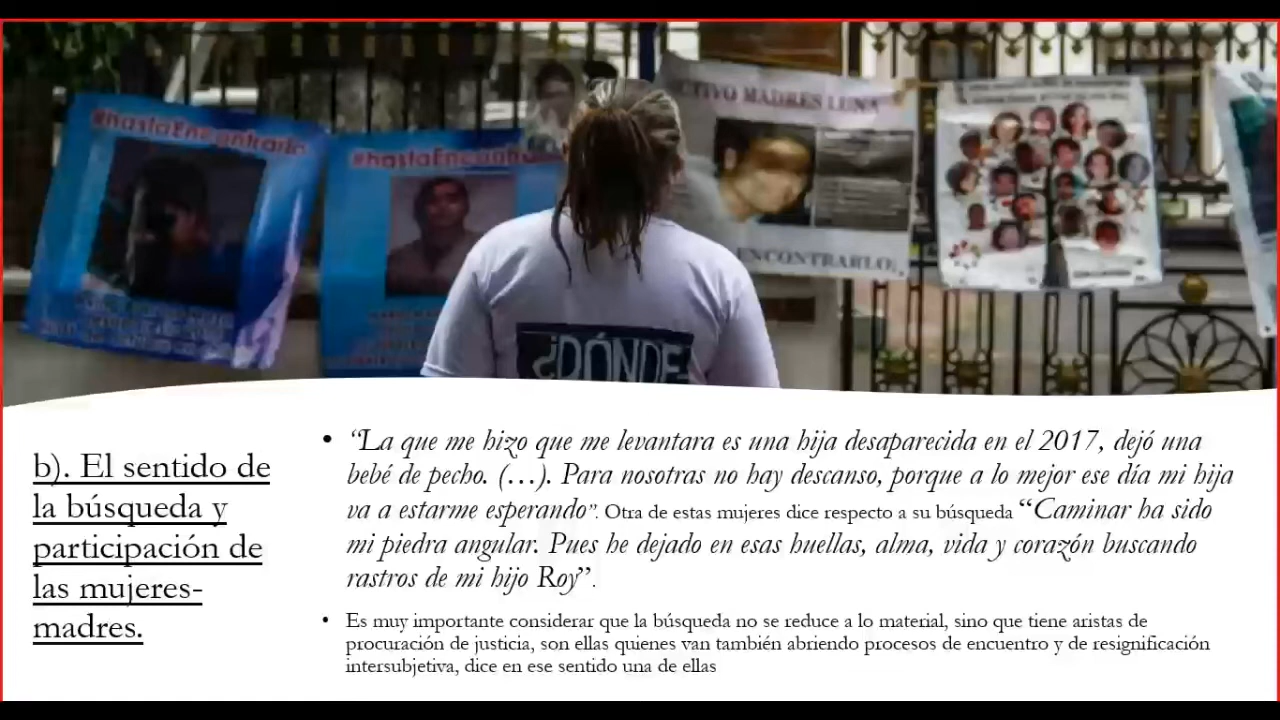 #hastaEncontrarlo
#hastaEncontra
CTIVO MADRES LUNA
ENCONTRARLO,
¿DÓNDE
b). El sentido de
la búsqueda y
participación de
las mujeres-
madres.
• “La que me hizo que me levantara es una hija desaparecida en el 2017, dejó una
bebé de pecho. (…). Para nosotras no hay descanso, porque a lo mejor ese día mi hija
va a estarme esperando”. Otra de estas mujeres dice respecto a su búsqueda “Caminar ha sido
mi piedra angular. Pues he dejado en esas huellas, alma, vida y corazón buscando
rastros de mi hijo Roy”.
• Es muy importante considerar que la búsqueda no se reduce a lo material, sino que tiene aristas de
procuración de justicia, son ellas quienes van también abriendo procesos de encuentro y de resignificación
intersubjetiva, dice en ese sentido una de ellas